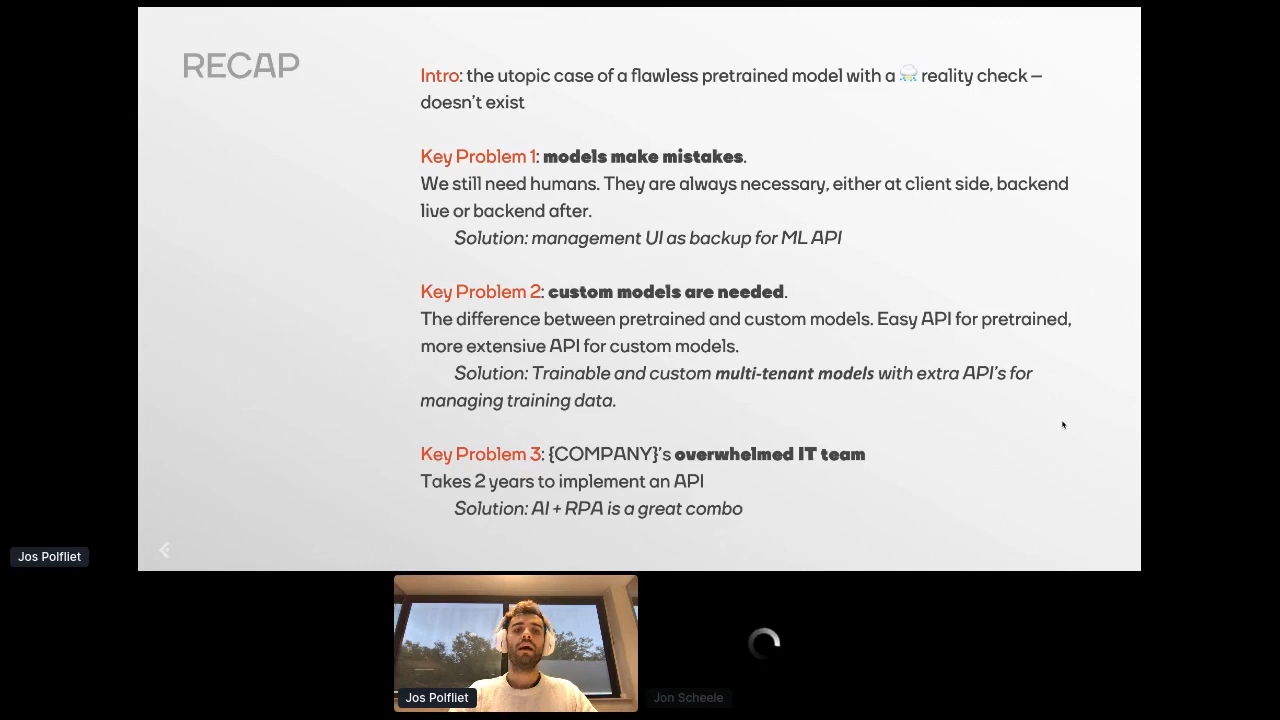 RECAP
Intro: the utopic case of a flawless pretrained model with a 🌧️ reality check –
doesn't exist
Key Problem 1: models make mistakes.
We still need humans. They are always necessary, either at client side, backend
live or backend after.
Solution: management UI as backup for ML API
Key Problem 2: custom models are needed.
The difference between pretrained and custom models. Easy API for pretrained,
more extensive API for custom models.
Solution: Trainable and custom multi-tenant models with extra API's for
managing training data.
Key Problem 3: {COMPANY}'s overwhelmed IT team
Takes 2 years to implement an API
Solution: AI + RPA is a great combo
Jos Polfliet
Jos Polfliet
Jon Scheele